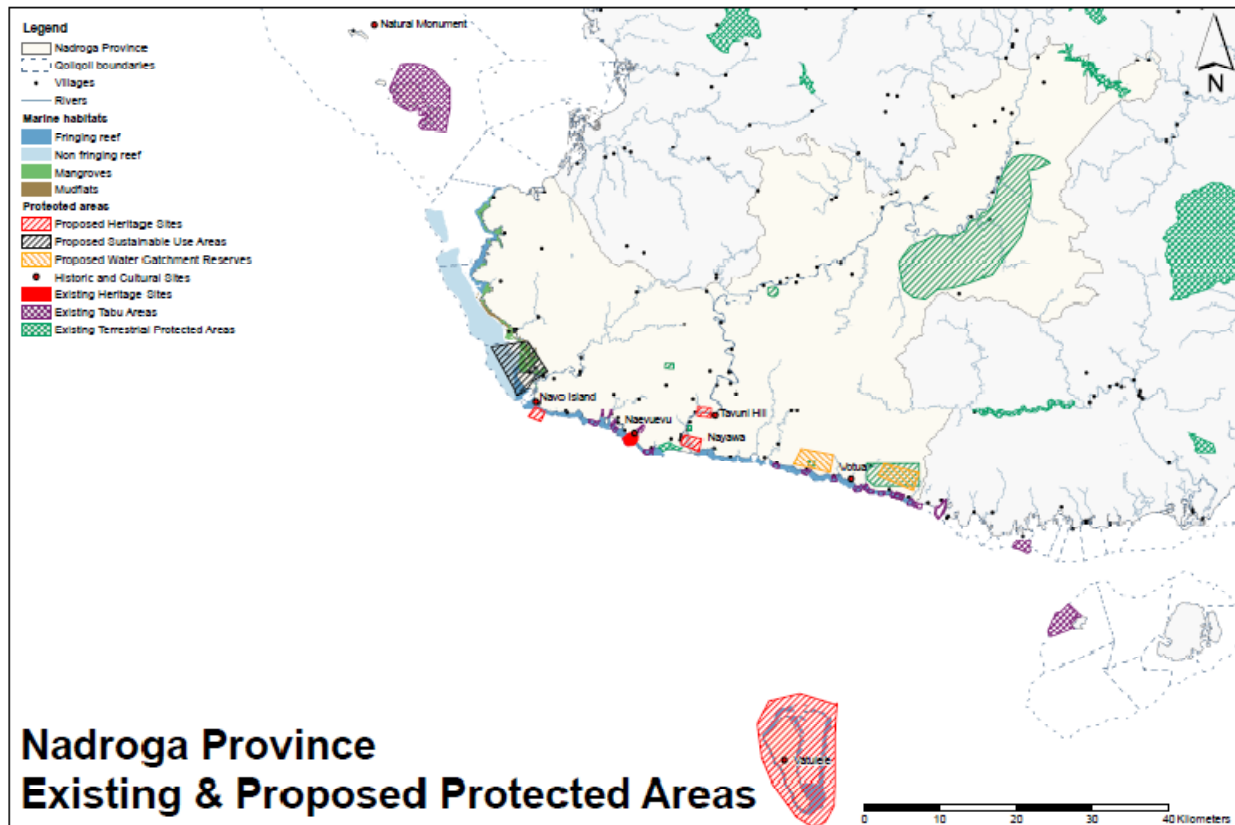 Legend
Nadroga Province
Qoliqoli boundaries
Villages
Rivers
Marine habitats
Fringing reef
Non fringing reef
Mangroves
Mudflats
Protected areas
Proposed Heritage Sites
Proposed Sustainable Use Areas
Proposed Water Catchment Reserves
Historic and Cultural Sites
Existing Heritage Sites
Existing Tabu Areas
Existing Terrestrial Protected Areas
Natural Monument
N
Navo Island
Naevuevu
Tavuni Hill
Nayawa
Votua
Vatulele
Nadroga Province
Existing & Proposed Protected Areas
0 10 20 30 40 Kilometers